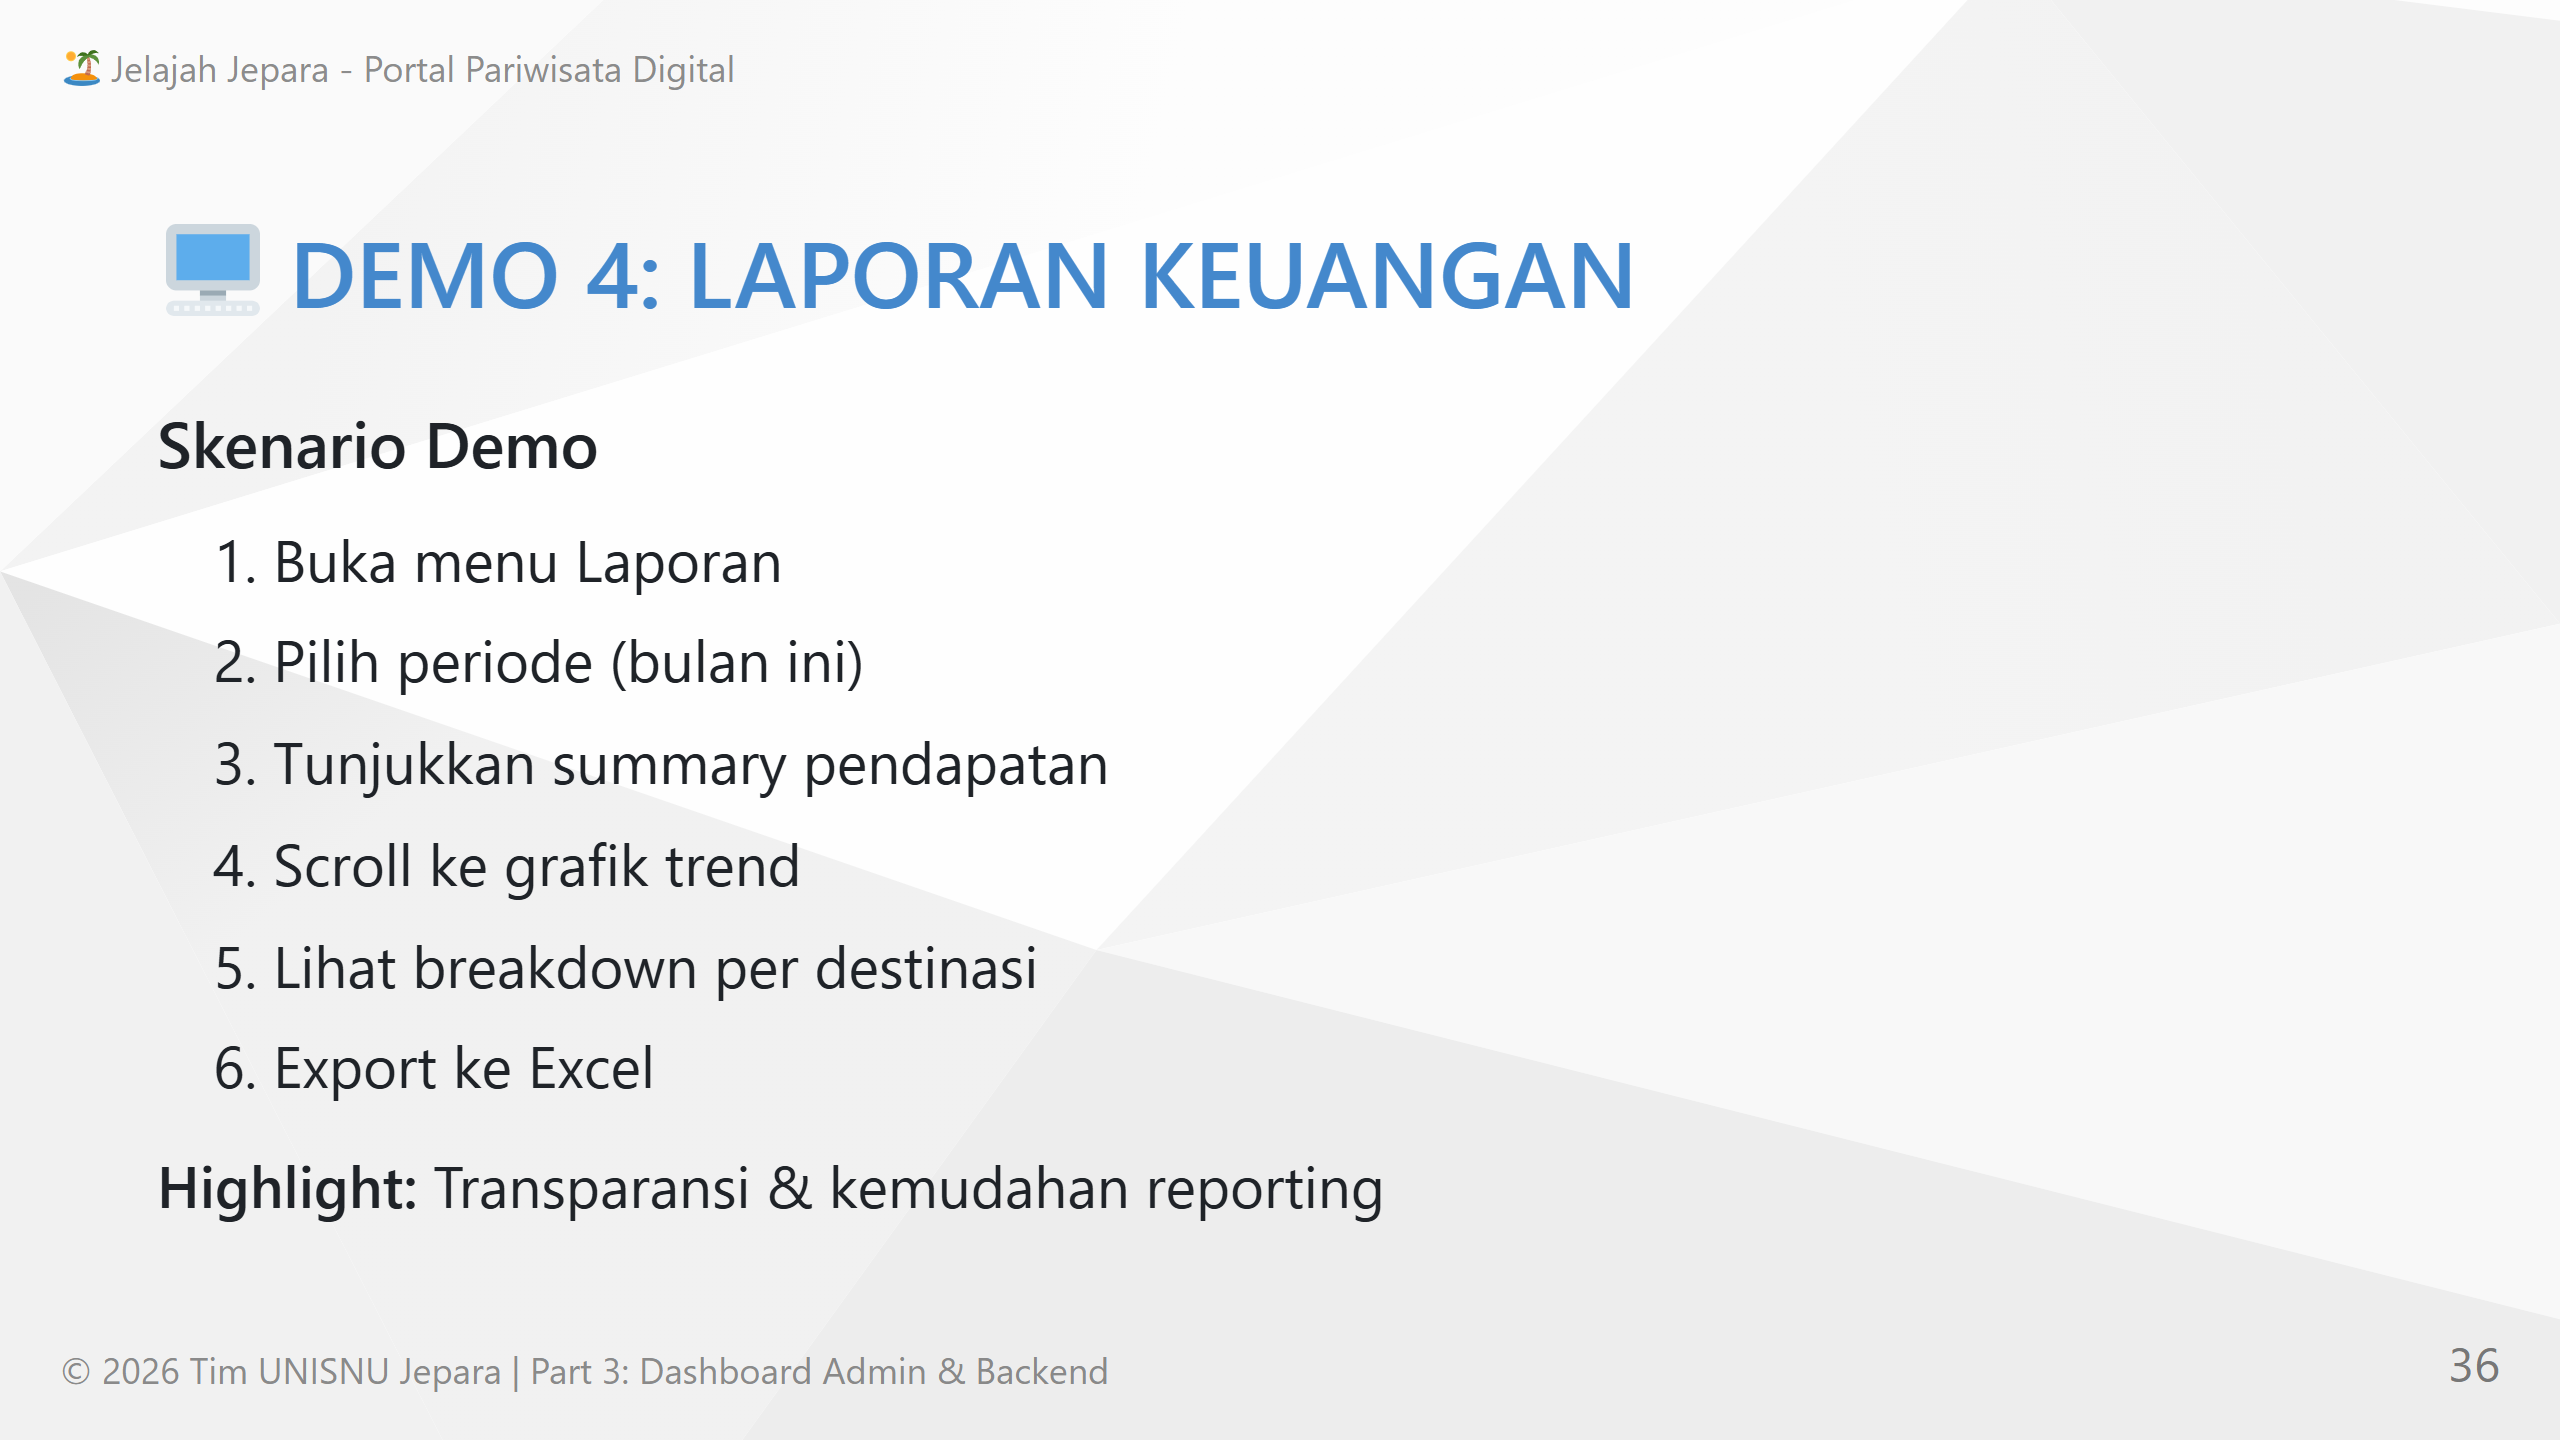 Jelajah Jepara - Portal Pariwisata Digital
DEMO 4: LAPORAN KEUANGAN
Skenario Demo
1. Buka menu Laporan
2. Pilih periode (bulan ini)
3. Tunjukkan summary pendapatan
4. Scroll ke grafik trend
5. Lihat breakdown per destinasi
6. Export ke Excel
Highlight: Transparansi & kemudahan reporting
© 2026 Tim UNISNU Jepara | Part 3: Dashboard Admin & Backend
36